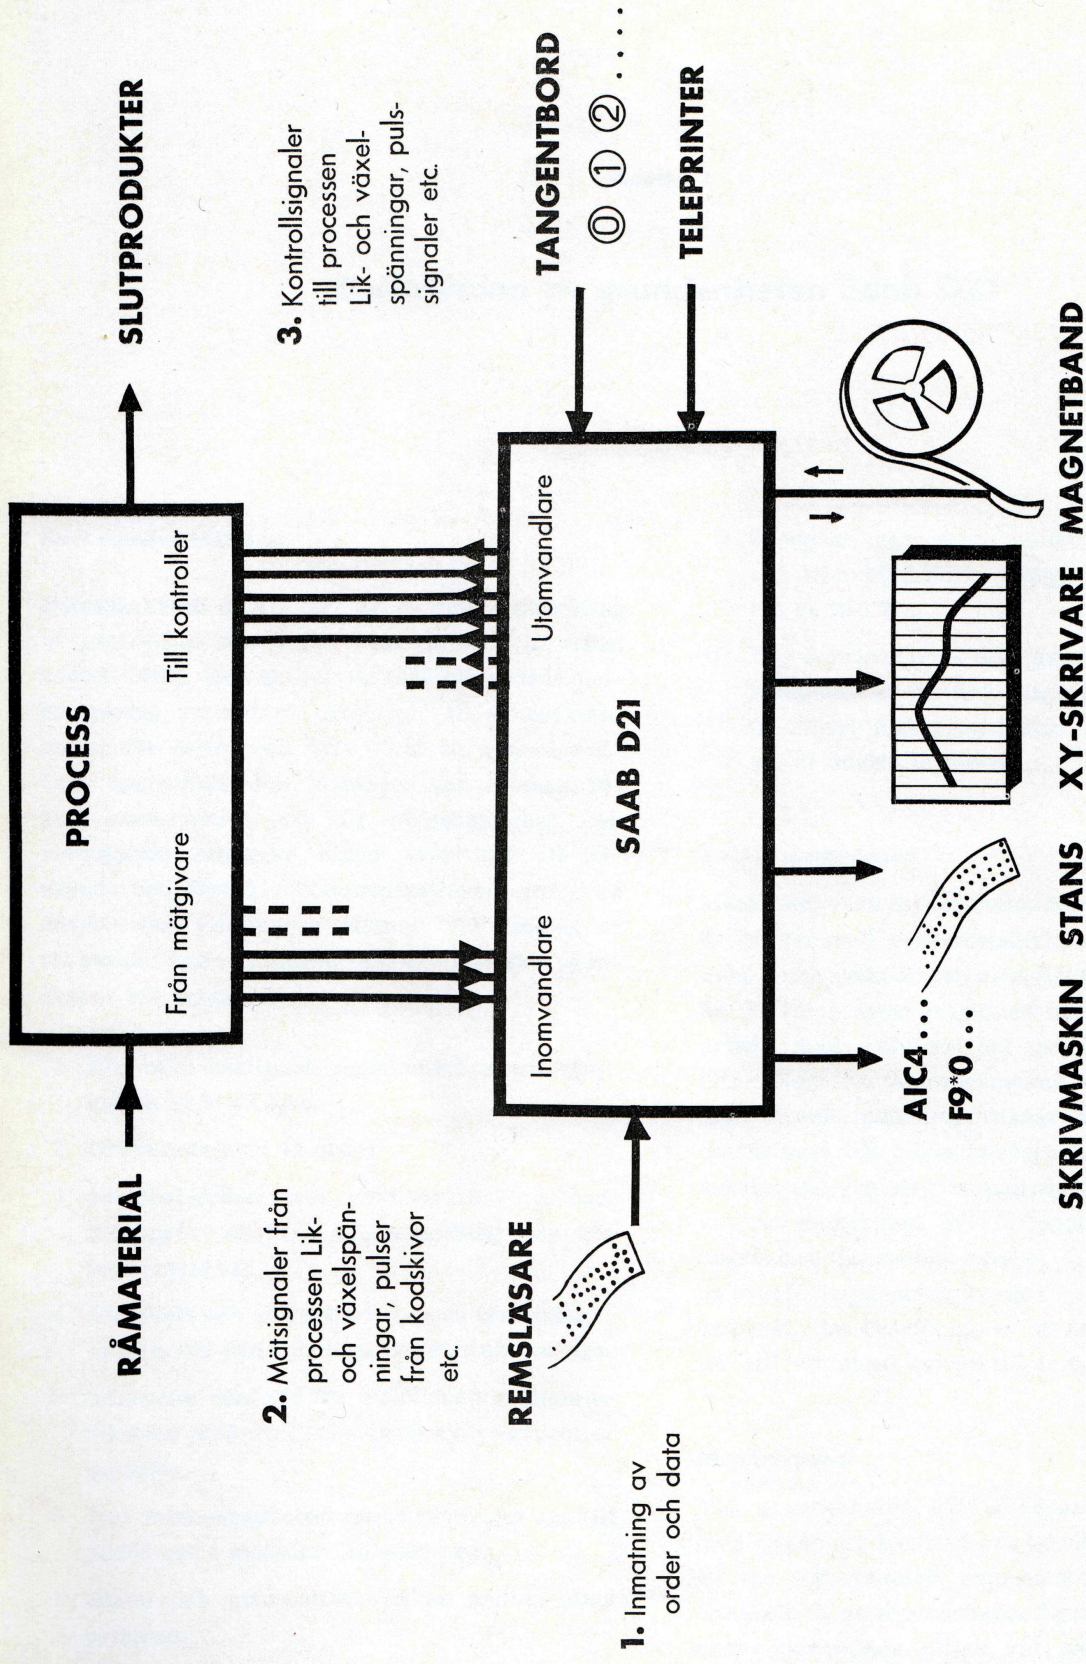 RÅMATERIAL
PROCESS
Från mätgivare
Till kontroller
SLUTPRODUKTER
2. Mätsignaler från
processen Lik-
och växelspän-
ningar, pulser
från kodskivor
etc.
3. Kontrollsignaler
till processen
Lik- och växel-
spänningar, puls-
signaler etc.
REMSLÄSARE
Inomvandlare
Utomvandlare
SAAB D21
TANGENTBORD
0 1 2 ....
TELEPRINTER
1. Inmatning av
order och data
AIC4....
F9*0...
SKRIVMASKIN STANS XY-SKRIVARE MAGNETBAND